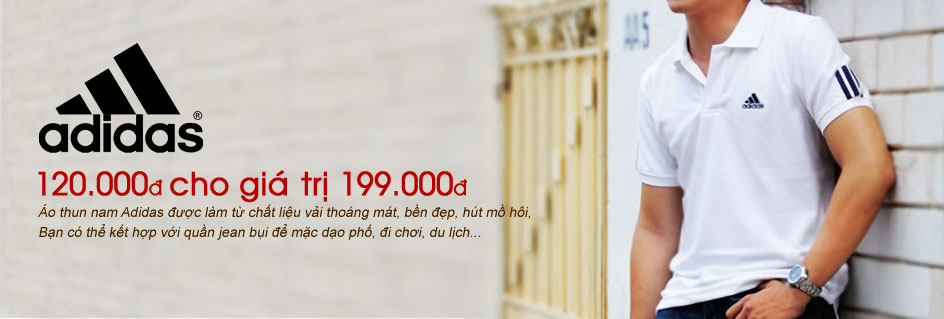 adidas®
120.000đ cho giá trị 199.000đ
Áo thun nam Adidas được làm từ chất liệu vải thoáng mát, bền đẹp, hút mồ hôi,
Bạn có thể kết hợp với quần jean bụi để mặc dạo phố, đi chơi, du lịch...
AA5
adidas